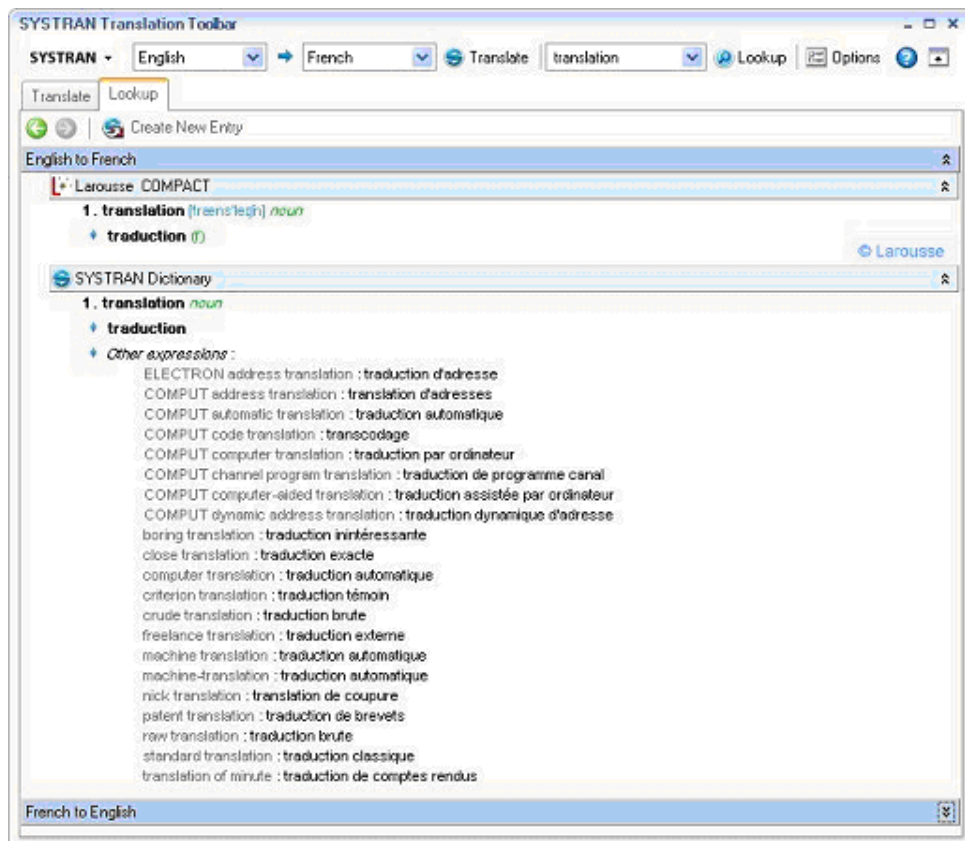 SYSTRAN Translation Toolbar
SYSTRAN English French Translate translation Lookup Options
Translate Lookup
Create New Entry
English to French
Larousse COMPACT
1. translation noun
traduction (f)
© Larousse
SYSTRAN Dictionary
1. translation noun
traduction
Other expressions :
ELECTRON address translation : traduction d'adresse
COMPUT address translation : translation d'adresses
COMPUT automatic translation : traduction automatique
COMPUT code translation : transcodage
COMPUT computer translation : traduction par ordinateur
COMPUT channel program translation : traduction de programme canal
COMPUT computer-aided translation : traduction assistée par ordinateur
COMPUT dynamic address translation : traduction dynamique d'adresse
boring translation : traduction inintéressante
close translation : traduction exacte
computer translation : traduction automatique
criterion translation : traduction témoin
crude translation : traduction brute
freelance translation : traduction externe
machine translation : traduction automatique
machine-translation : traduction automatique
nick translation : translation de coupure
patent translation : traduction de brevets
raw translation : traduction brute
standard translation : traduction classique
translation of minute : traduction de comptes rendus
French to English